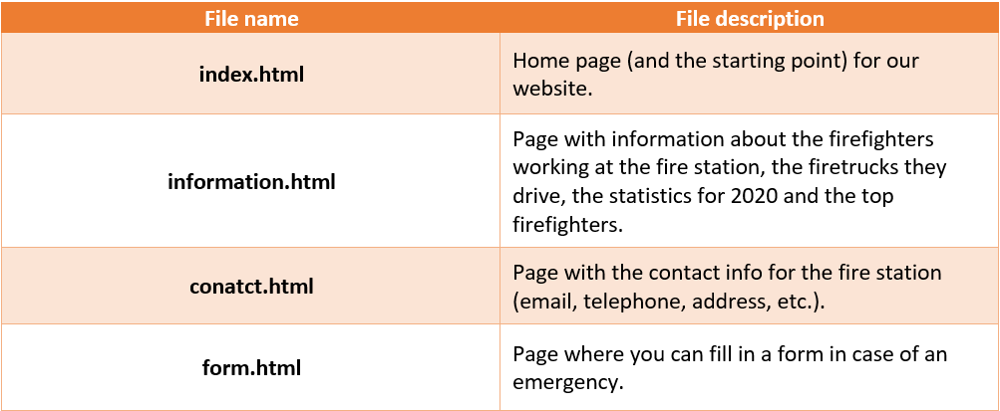 File name
File description
index.html
Home page (and the starting point) for our
website.
information.html
Page with information about the firefighters
working at the fire station, the firetrucks they
drive, the statistics for 2020 and the top
firefighters.
conatct.html
Page with the contact info for the fire station
(email, telephone, address, etc.).
form.html
Page where you can fill in a form in case of an
emergency.